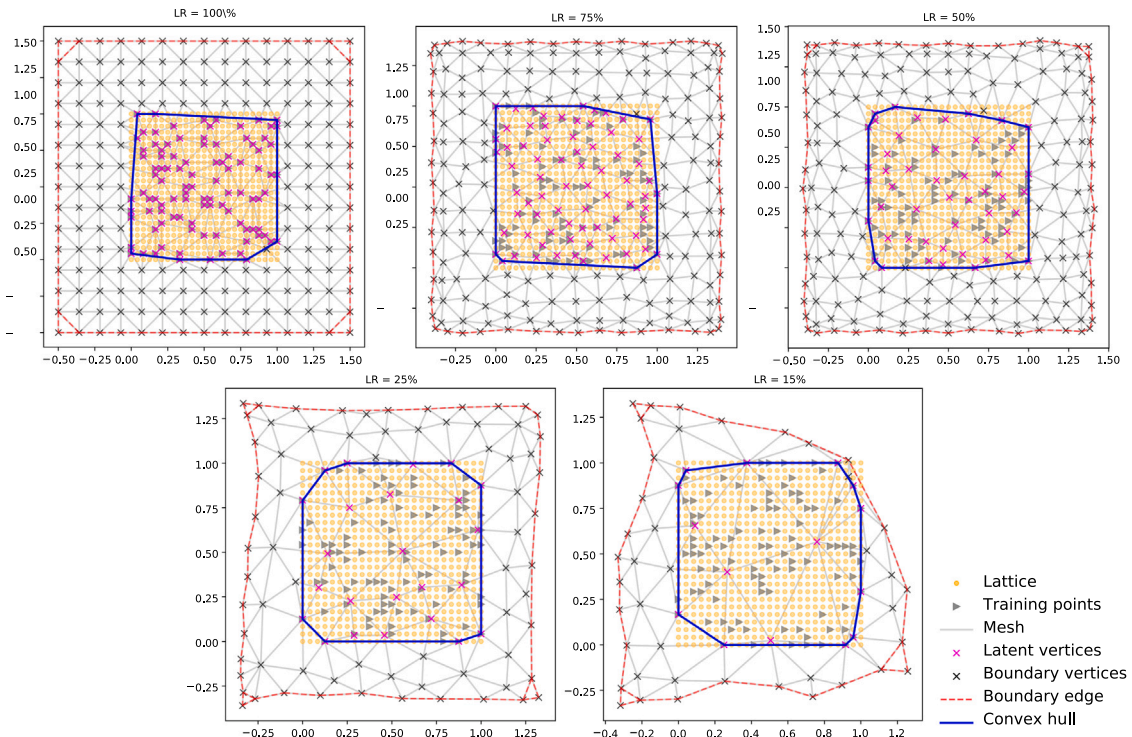 LR = 100\%
LR = 75%
LR = 50%
1.50
1.25
1.00
0.75
0.50
0.25
0.00
0.25
0.50
−0.50 −0.25 0.00 0.25 0.50 0.75 1.00 1.25 1.50
1.25
1.00
0.75
0.50
0.25
0.00
0.25
0.00 0.25 0.50 0.75 1.00 1.25
1.50
1.25
1.00
0.75
0.50
0.25
0.00
0.25
−0.50 −0.25 0.00 0.25 0.50 0.75 1.00 1.25 1.50
LR = 25%
LR = 15%
1.25
1.00
0.75
0.50
0.25
0.00
−0.25
−0.25 0.00 0.25 0.50 0.75 1.00 1.25
1.25
1.00
0.75
0.50
0.25
0.00
−0.25
−0.4 −0.2 0.0 0.2 0.4 0.6 0.8 1.0 1.2
Lattice
Training points
Mesh
Latent vertices
Boundary vertices
Boundary edge
Convex hull